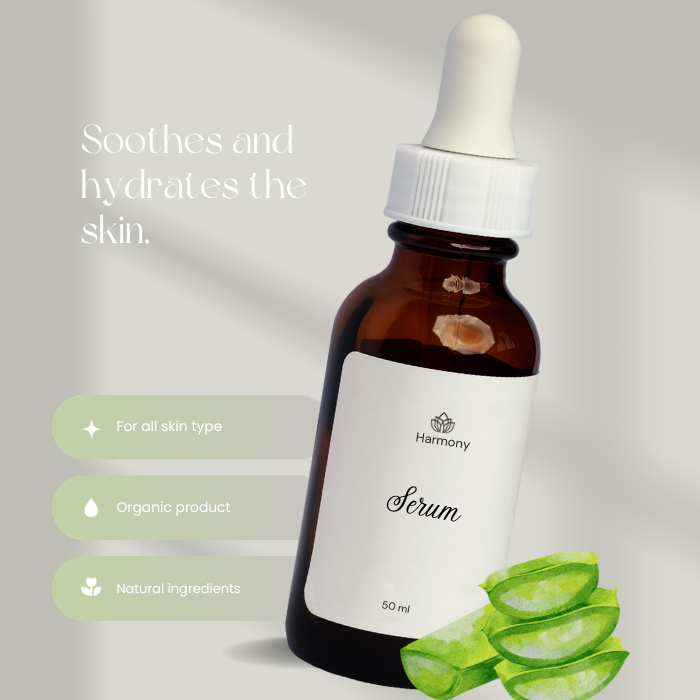 Soothes and
hydrates the
skin.
For all skin type
Organic product
Natural ingredients
Harmony
Serum
50 ml